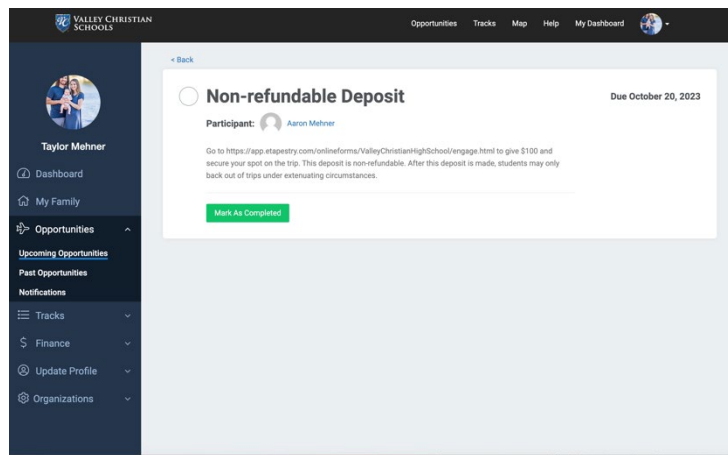 VALLEY CHRISTIAN
SCHOOLS
Opportunities Tracks Map Help My Dashboard
< Back
Non-refundable Deposit
Due October 20, 2023
Participant: Aaron Mehner
Go to https://app.etapestry.com/onlineforms/ValleyChristianHighSchool/engage.html to give $100 and
secure your spot on the trip. This deposit is non-refundable. After this deposit is made, students may only
back out of trips under extenuating circumstances.
Mark As Completed
Taylor Mehner
Dashboard
My Family
Opportunities
Upcoming Opportunities
Past Opportunities
Notifications
Tracks
Finance
Update Profile
Organizations